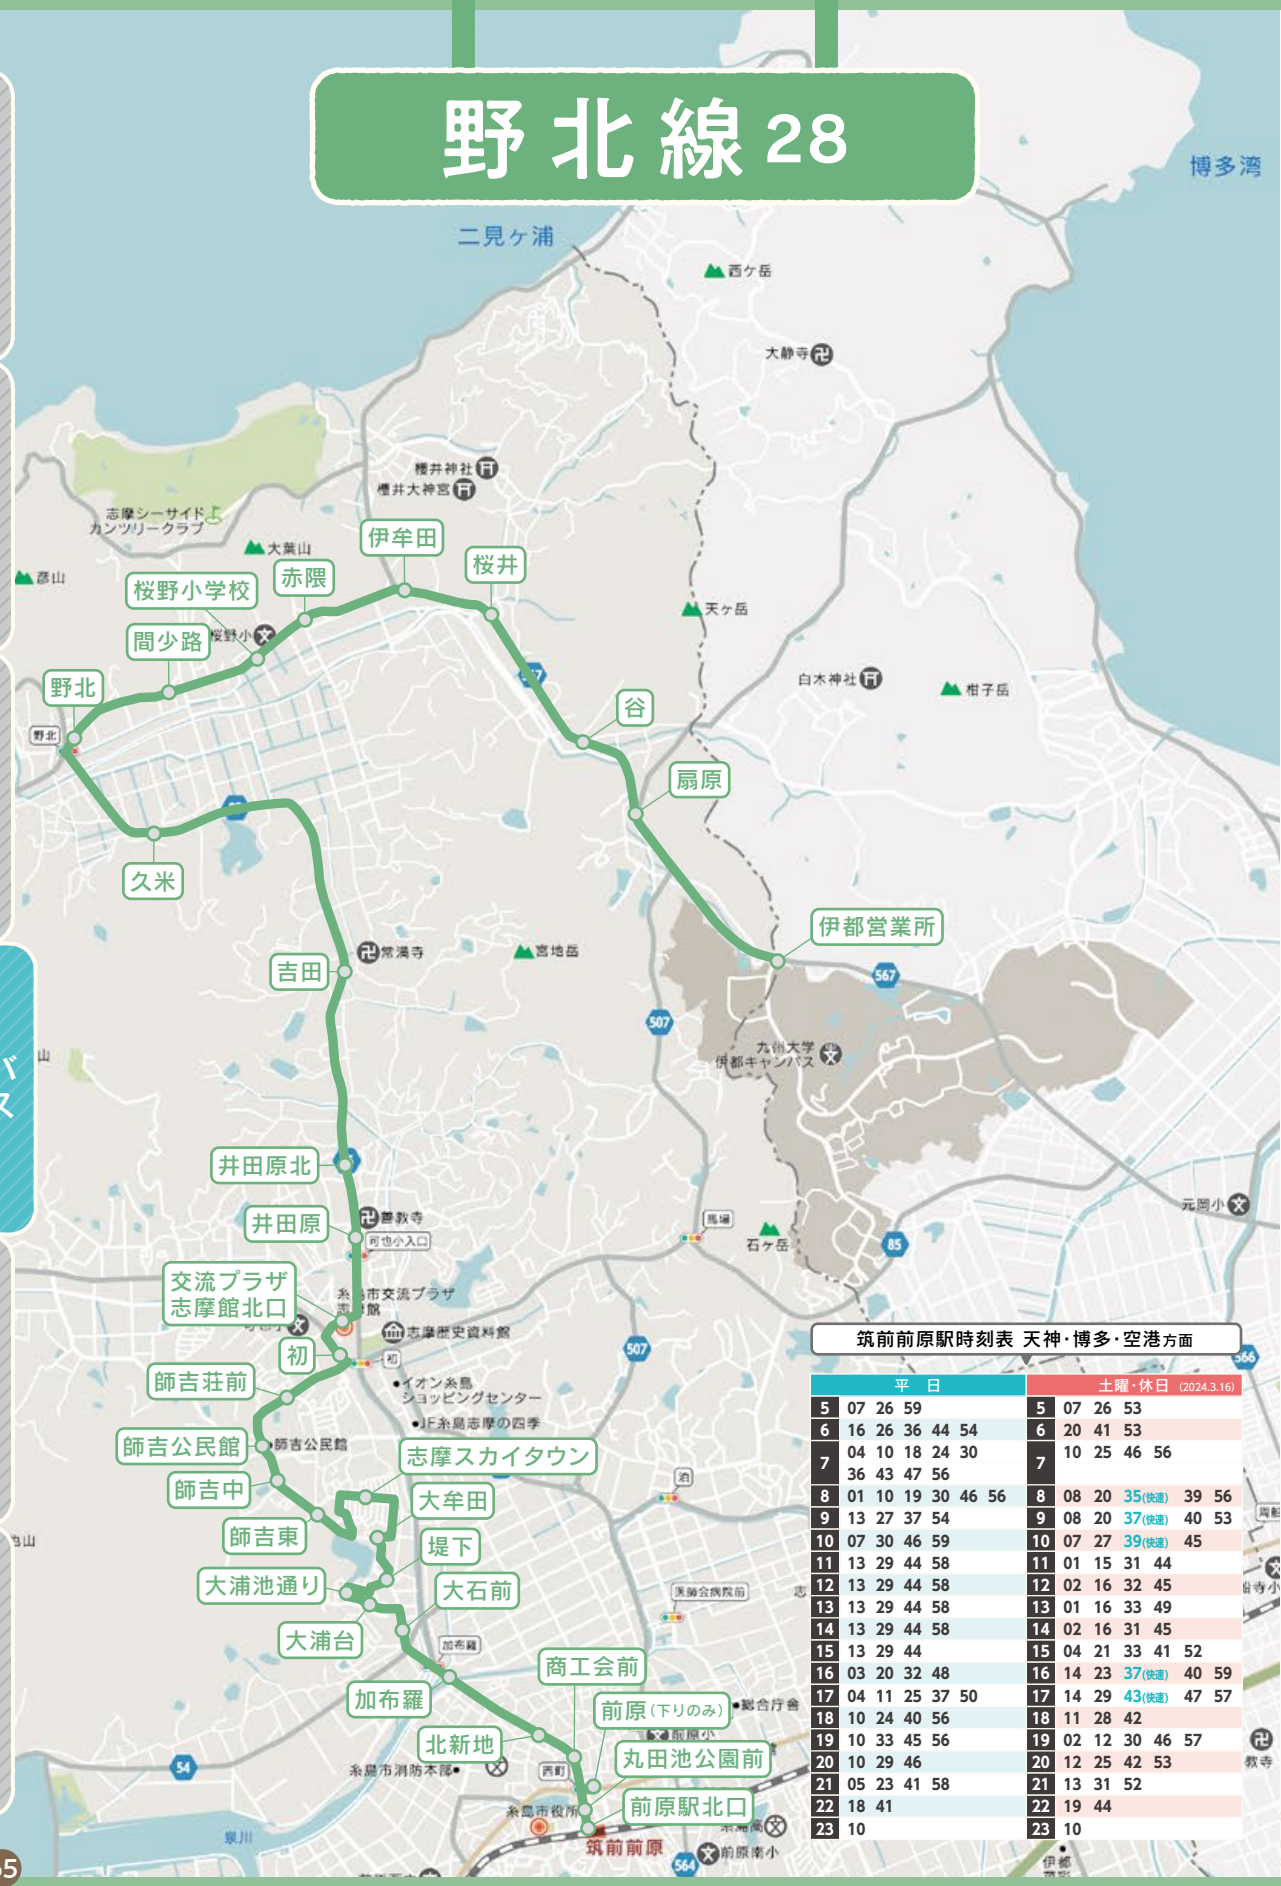 野北線28
博多湾
二見ヶ浦
西ケ岳
大静寺
櫻井神社
櫻井大神宮
志摩シーサイド
カンツリークラブ
大葉山
彦山
伊牟田
桜井
赤隈
桜野小学校
桜野小
間少路
野北
野北
天ヶ岳
白木神社
柑子岳
谷
扇原
久米
伊都営業所
常満寺
宮地岳
吉田
567
507
九州大学
伊都キャンパス
バス
山
井田原北
井田原
善教寺
可也小入口
馬場
石ヶ岳
元岡小
85
交流プラザ
志摩館北口
志摩歴史資料館
初
初
507
師吉荘前
イオン糸島
ショッピングセンター
JF糸島志摩の四季
師吉公民館
師吉公民館
志摩スカイタウン
師吉中
大牟田
泊
師吉東
堤下
大浦池通り
大石前
医師会病院前
志
大浦台
加布羅
商工会前
加布羅
前原(下りのみ)
総合庁舎
前原小
北新地
丸田池公園前
54
糸島市消防本部
西町
糸島市役所
前原駅北口
泉川
筑前前原
564
前原南小
566
教寺
伊都
筑前前原駅時刻表 天神・博多・空港方面
平 日
5 07 26 59
6 16 26 36 44 54
7 04 10 18 24 30
36 43 47 56
8 01 10 19 30 46 56
9 13 27 37 54
10 07 30 46 59
11 13 29 44 58
12 13 29 44 58
13 13 29 44 58
14 13 29 44 58
15 13 29 44
16 03 20 32 48
17 04 11 25 37 50
18 10 24 40 56
19 10 33 45 56
20 10 29 46
21 05 23 41 58
22 18 41
23 10
土曜・休日 (2024.3.16)
5 07 26 53
6 20 41 53
7 10 25 46 56
8 08 20 35(快速) 39 56
9 08 20 37(快速) 40 53
10 07 27 39(快速) 45
11 01 15 31 44
12 02 16 32 45
13 01 16 33 49
14 02 16 31 45
15 04 21 33 41 52
16 14 23 37(快速) 40 59
17 14 29 43(快速) 47 57
18 11 28 42
19 02 12 30 46 57
20 12 25 42 53
21 13 31 52
22 19 44
23 10